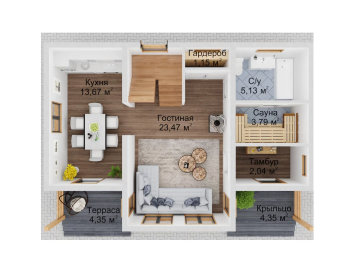 Гардероб
1,15 м²
Кухня
13,67 м²
С/у
5,13 м²
Гостиная
23,47 м²
Сауна
3,79 м²
Тамбур
2,04 м²
Терраса
4,35 м²
Крыльцо
4,35 м²